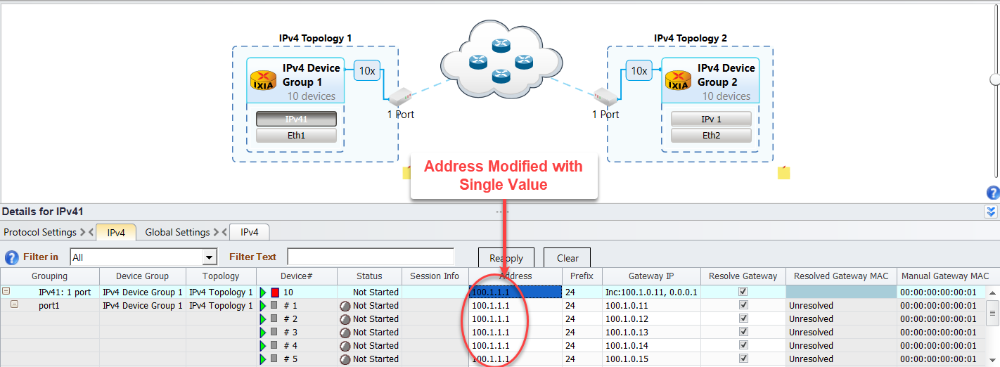 IPv4 Topology 1
IPv4 Topology 2
IPv4 Device
Group 1
10 devices
IXIA
10x
IPv41
Eth1
1 Port
1 Port
10x
IPv4 Device
Group 2
10 devices
IXIA
IPv 1
Eth2
Address Modified with
Single Value
Details for IPv41
Protocol Settings IPv4 Global Settings IPv4
Filter in All Filter Text Reapply Clear
Grouping Device Group Topology Device# Status Session Info Address Prefix Gateway IP Resolve Gateway Resolved Gateway MAC Manual Gateway MAC
IPv41: 1 port IPv4 Device Group 1 IPv4 Topology 1 10 Not Started 100.1.1.1 24 Inc:100.1.0.11, 0.0.0.1 00:00:00:00:00:01
port1 IPv4 Device Group 1 IPv4 Topology 1 # 1 Not Started 100.1.1.1 24 100.1.0.11 Unresolved 00:00:00:00:00:01
# 2 Not Started 100.1.1.1 24 100.1.0.12 Unresolved 00:00:00:00:00:01
# 3 Not Started 100.1.1.1 24 100.1.0.13 Unresolved 00:00:00:00:00:01
# 4 Not Started 100.1.1.1 24 100.1.0.14 Unresolved 00:00:00:00:00:01
# 5 Not Started 100.1.1.1 24 100.1.0.15 Unresolved 00:00:00:00:00:01